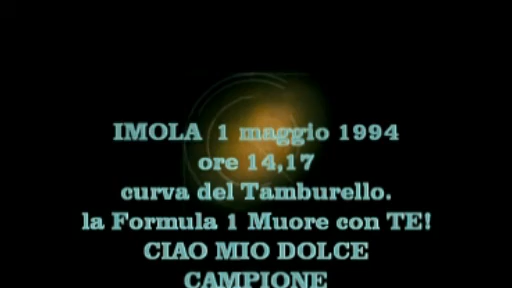 IMOLA 1 maggio 1994
ore 14,17
curva del Tamburello.
la Formula 1 Muore con TE!
CIAO MIO DOLCE
CAMPIONE